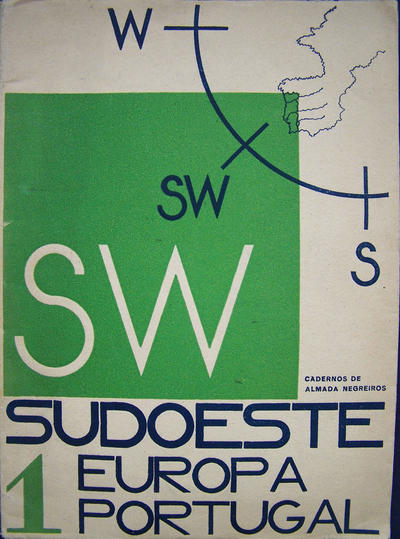 W
SW
S
SW
CADERNOS DE
ALMADA NEGREIROS
SUDOESTE
1 EUROPA
PORTUGAL